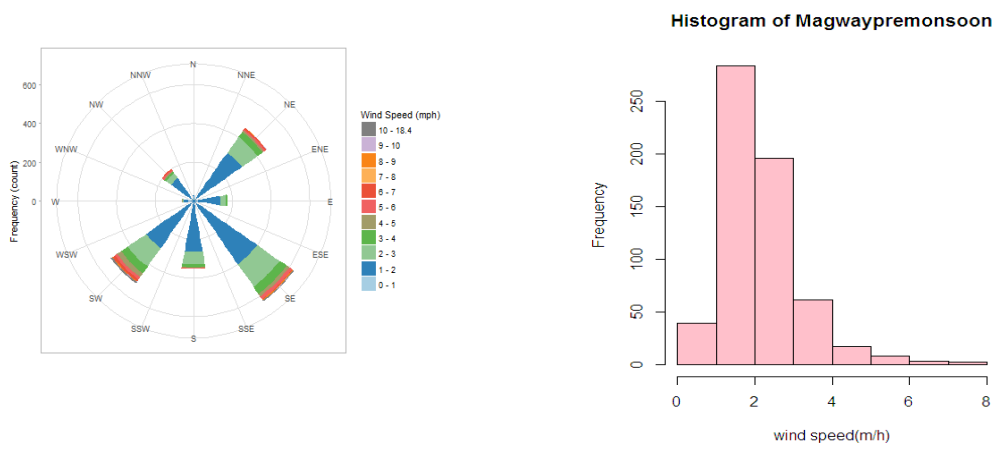 Histogram of Magwaypremonsoon
N
NNE
NE
ENE
E
ESE
SE
SSE
S
SSW
SW
WSW
W
WNW
NW
NNW
Frequency (count)
600
400
200
0
Wind Speed (mph)
10 - 18.4
9 - 10
8 - 9
7 - 8
6 - 7
5 - 6
4 - 5
3 - 4
2 - 3
1 - 2
0 - 1
Frequency
250
200
150
100
50
0
0 2 4 6 8
wind speed(m/h)